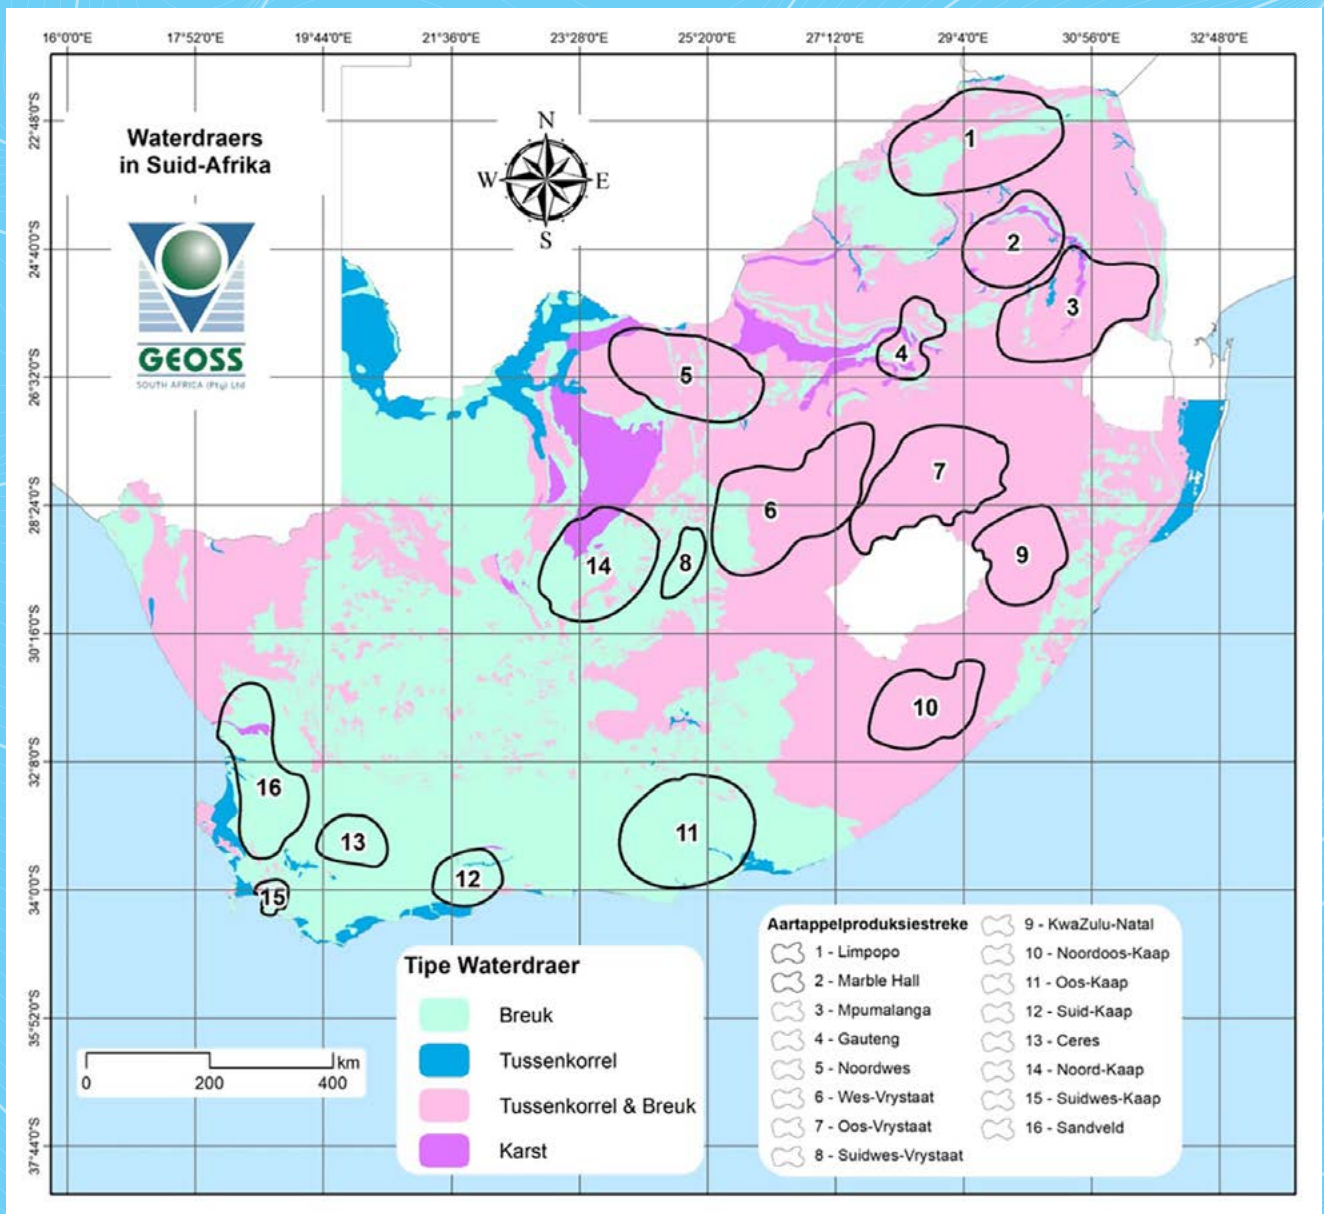 16°0'0"E 17°52'0"E 19°44'0"E 21°36'0"E 23°28'0"E 25°20'0"E 27°12'0"E 29°4'0"E 30°56'0"E 32°48'0"E
22°48'0"S
24°40'0"S
26°32'0"S
28°24'0"S
30°16'0"S
32°8'0"S
34°0'0"S
35°52'0"S
37°44'0"S
Waterdraers
in Suid-Afrika
GEOSS
SOUTH AFRICA (Pty) Ltd
N
W E
S
1
2
3
4
5
6
7
8
9
10
11
12
13
14
15
16
Tipe Waterdraer
Breuk
Tussenkorrel
Tussenkorrel & Breuk
Karst
km
0 200 400
Aartappelproduksiestreke
1 - Limpopo
2 - Marble Hall
3 - Mpumalanga
4 - Gauteng
5 - Noordwes
6 - Wes-Vrystaat
7 - Oos-Vrystaat
8 - Suidwes-Vrystaat
9 - KwaZulu-Natal
10 - Noordoos-Kaap
11 - Oos-Kaap
12 - Suid-Kaap
13 - Ceres
14 - Noord-Kaap
15 - Suidwes-Kaap
16 - Sandveld